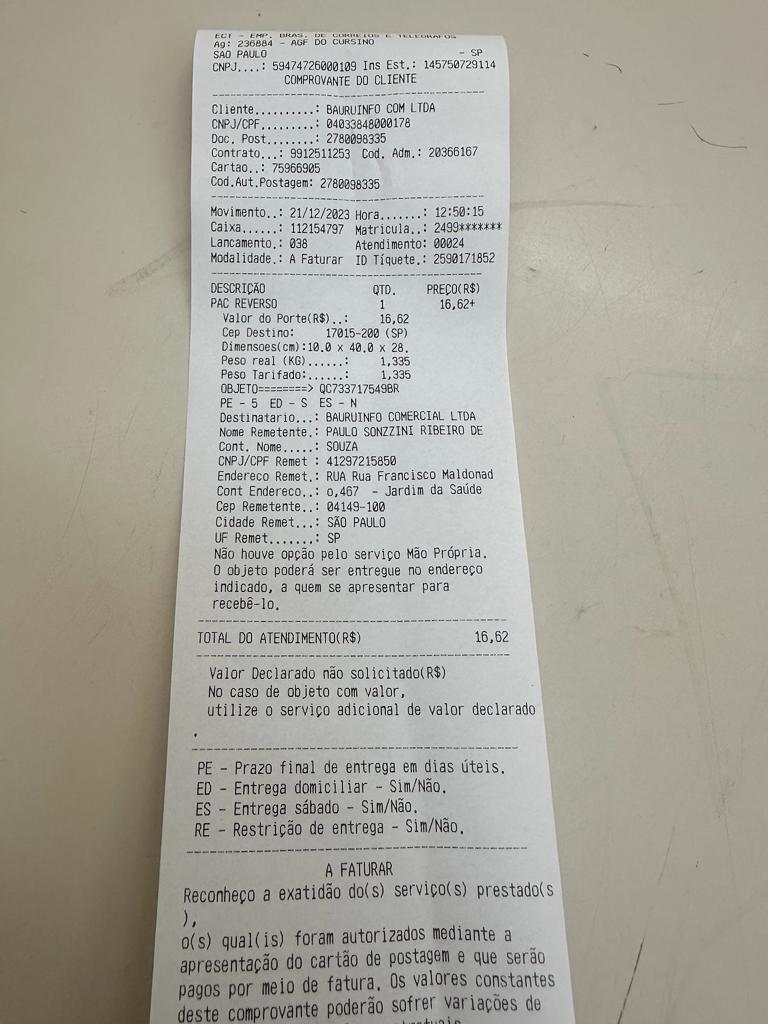 ECT - EMP. BRAS. DE CORREIOS E TELEGRAFOS
Ag: 236884 - AGF DO CURSINO
SAO PAULO - SP
CNPJ....: 59474726000109 Ins Est.: 145750729114
COMPROVANTE DO CLIENTE
Cliente..........: BAURUINFO COM LTDA
CNPJ/CPF.........: 04033848000178
Doc. Post........: 2780098335
Contrato...: 9912511253 Cod. Adm.: 20366167
Cartao..: 75966905
Cod.Aut.Postagem: 2780098335
Movimento..: 21/12/2023 Hora.......: 12:50:15
Caixa......: 112154797 Matricula..: 2499*******
Lancamento.: 038 Atendimento: 00024
Modalidade.: A Faturar ID Tíquete.: 2590171852
DESCRIÇÃO QTD. PREÇO(R$)
PAC REVERSO 1 16,62+
Valor do Porte(R$)..: 16,62
Cep Destino: 17015-200 (SP)
Dimensoes(cm):10.0 x 40.0 x 28.
Peso real (KG)......: 1,335
Peso Tarifado:......: 1,335
OBJETO========> QC733717549BR
PE - 5 ED - S ES - N
Destinatario...: BAURUINFO COMERCIAL LTDA
Nome Remetente.: PAULO SONZZINI RIBEIRO DE
Cont. Nome.....: SOUZA
CNPJ/CPF Remet : 41297215850
Endereco Remet.: RUA Rua Francisco Maldonad
Cont Endereco..: o,467 - Jardim da Saúde
Cep Remetente..: 04149-100
Cidade Remet...: SÃO PAULO
UF Remet.......: SP
Não houve opção pelo serviço Mão Própria.
O objeto poderá ser entregue no endereço
indicado, a quem se apresentar para
recebê-lo.
TOTAL DO ATENDIMENTO(R$) 16,62
Valor Declarado não solicitado(R$)
No caso de objeto com valor,
utilize o serviço adicional de valor declarado
.
PE - Prazo final de entrega em dias úteis.
ED - Entrega domiciliar - Sim/Não.
ES - Entrega sábado - Sim/Não.
RE - Restrição de entrega - Sim/Não.
A FATURAR
Reconheço a exatidão do(s) serviço(s) prestado(s
),
o(s) qual(is) foram autorizados mediante a
apresentação do cartão de postagem e que serão
pagos por meio de fatura. Os valores constantes
deste comprovante poderão sofrer variações de